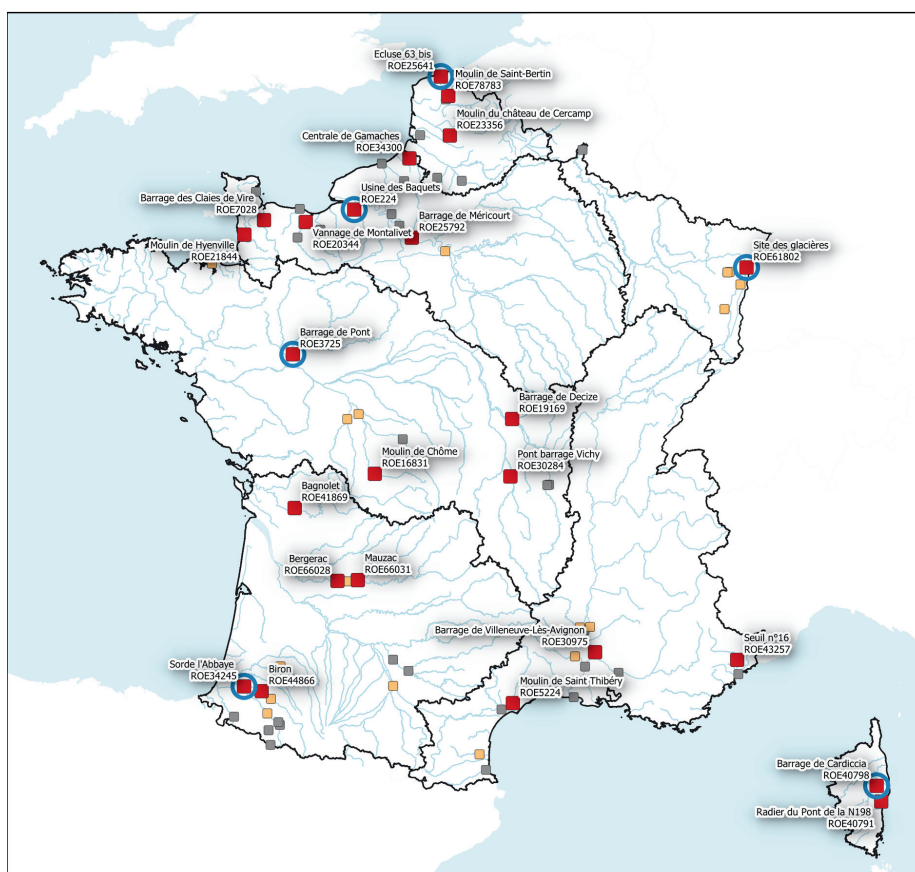 Ecluse 63 bis
ROE25641
Moulin de Saint-Bertin
ROE78783
Moulin du château de Cercamp
ROE23356
Centrale de Gamaches
ROE34300
Usine des Baquets
ROE224
Barrage des Claies de Vire
ROE7028
Barrage de Méricourt
ROE25792
Vannage de Montalivet
ROE20344
Moulin de Hyenville
ROE21844
Site des glacières
ROE61802
Barrage de Pont
ROE3725
Barrage de Decize
ROE19169
Moulin de Chôme
ROE16831
Pont barrage Vichy
ROE30284
Bagnolet
ROE41869
Bergerac
ROE66028
Mauzac
ROE66031
Barrage de Villeneuve-Lès-Avignon
ROE30975
Seuil n°16
ROE43257
Sorde l'Abbaye
ROE34245
Biron
ROE44866
Moulin de Saint Thibéry
ROE5224
Barrage de Cardiccia
ROE40798
Radier du Pont de la N198
ROE40791